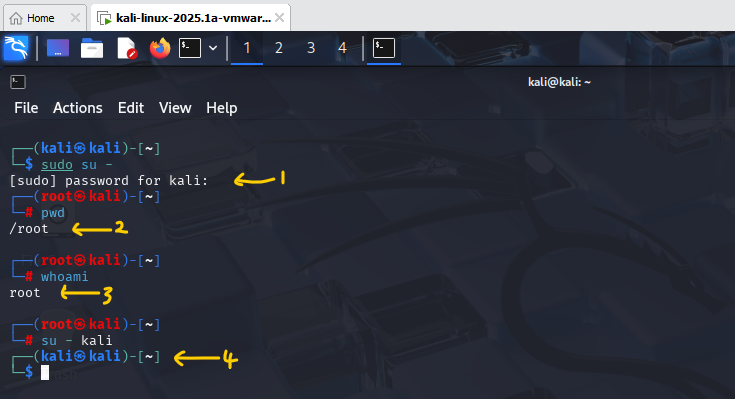 Home
kali-linux-2025.1a-vmwar...
1 2 3 4
kali@kali: ~
File Actions Edit View Help
┌──(kali㉿kali)-[~]
└─$ sudo su -
[sudo] password for kali:
1
┌──(root㉿kali)-[~]
└─# pwd
/root
2
┌──(root㉿kali)-[~]
└─# whoami
root
3
┌──(root㉿kali)-[~]
└─# su - kali
┌──(kali㉿kali)-[~]
4
└─$